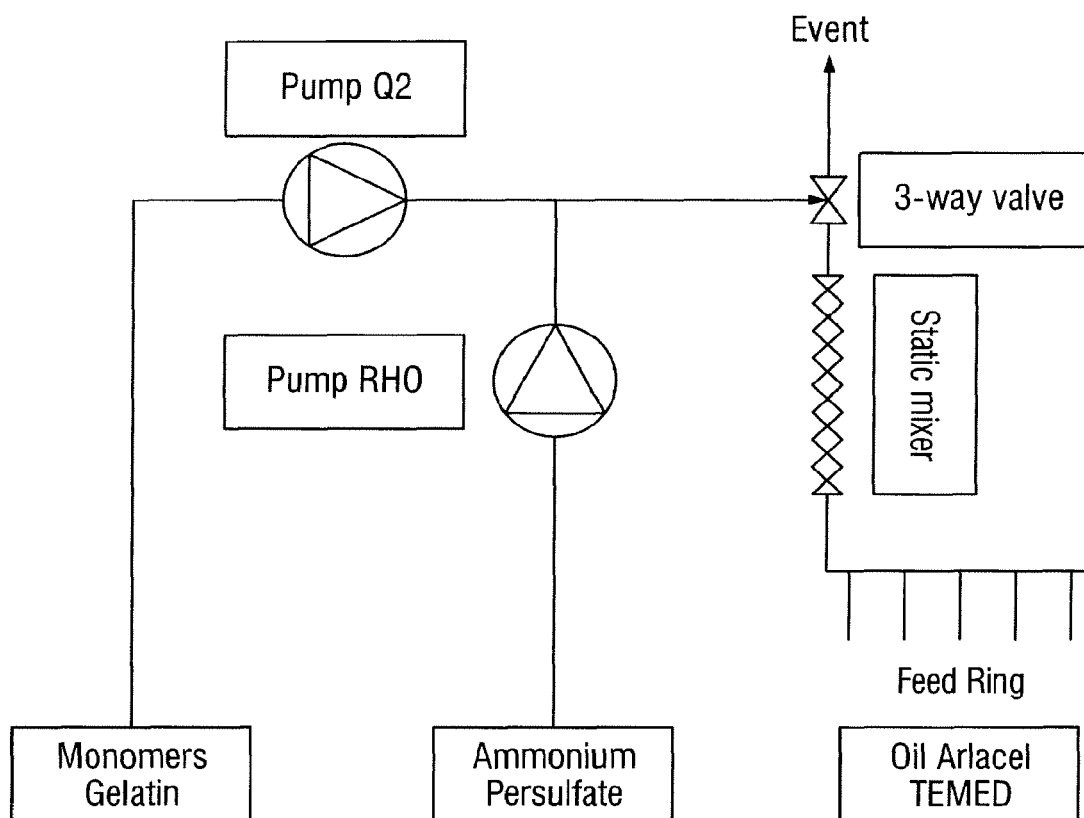 Event
Pump Q2
3-way valve
Static mixer
Pump RHO
Feed Ring
Monomers
Gelatin
Ammonium
Persulfate
Oil Arlacel
TEMED